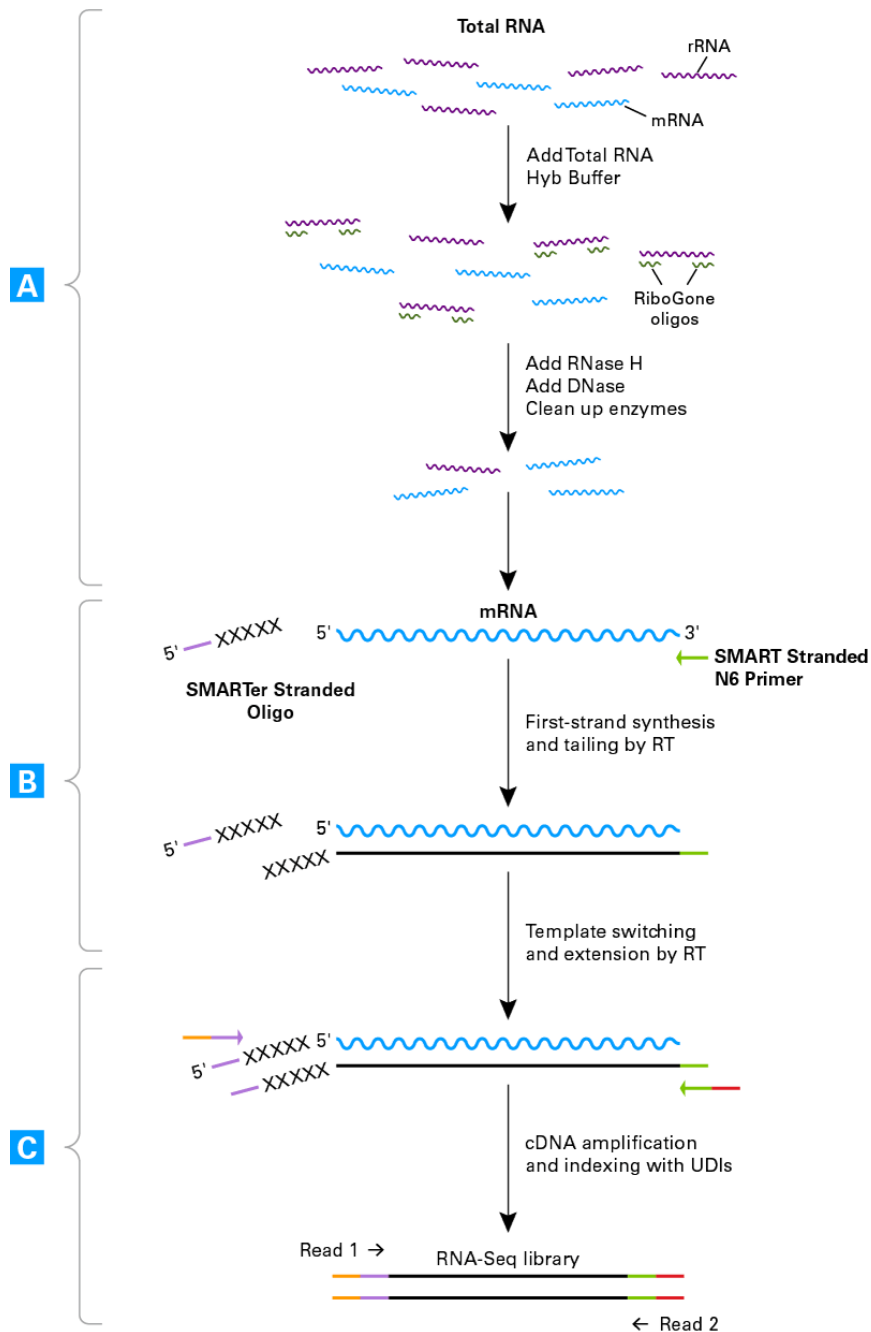 Total RNA
rRNA
mRNA
Add Total RNA
Hyb Buffer
A
RiboGone
oligos
Add RNase H
Add DNase
Clean up enzymes
mRNA
5' XXXXX
5'
3'
SMART Stranded
N6 Primer
SMARTer Stranded
Oligo
First-strand synthesis
and tailing by RT
B
5' XXXXX
5'
XXXXX
Template switching
and extension by RT
5' XXXXX 5'
XXXXX
C
cDNA amplification
and indexing with UDIs
Read 1 →
RNA-Seq library
← Read 2